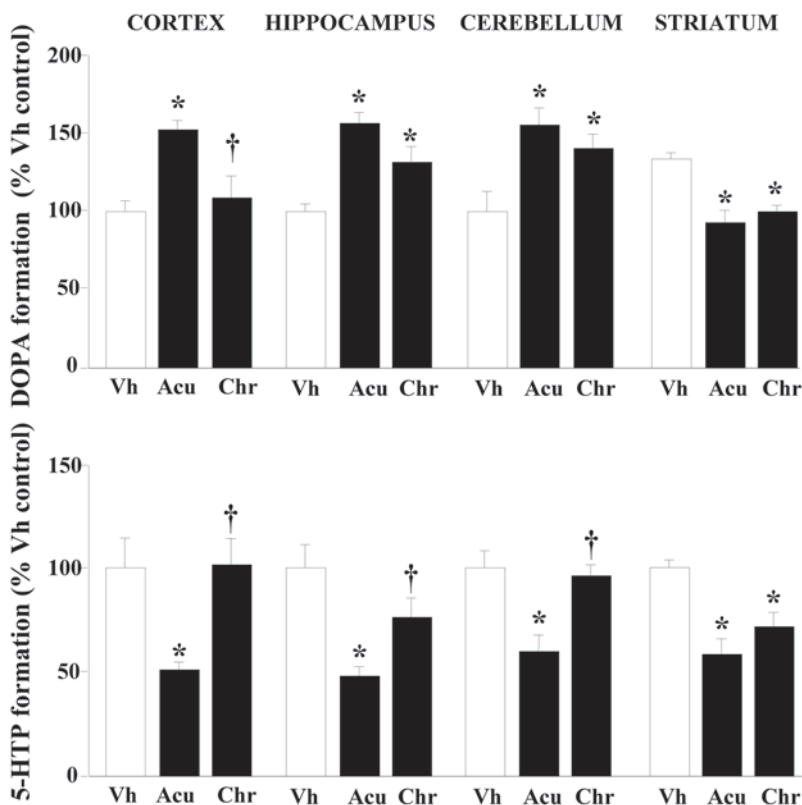 CORTEX HIPPOCAMPUS CEREBELLUM STRIATUM
DOPA formation (% Vh control)
200
150
100
50
0
* † * * * * * *
Vh Acu Chr Vh Acu Chr Vh Acu Chr Vh Acu Chr
5-HTP formation (% Vh control)
150
100
50
0
* † * † * † * *
Vh Acu Chr Vh Acu Chr Vh Acu Chr Vh Acu Chr